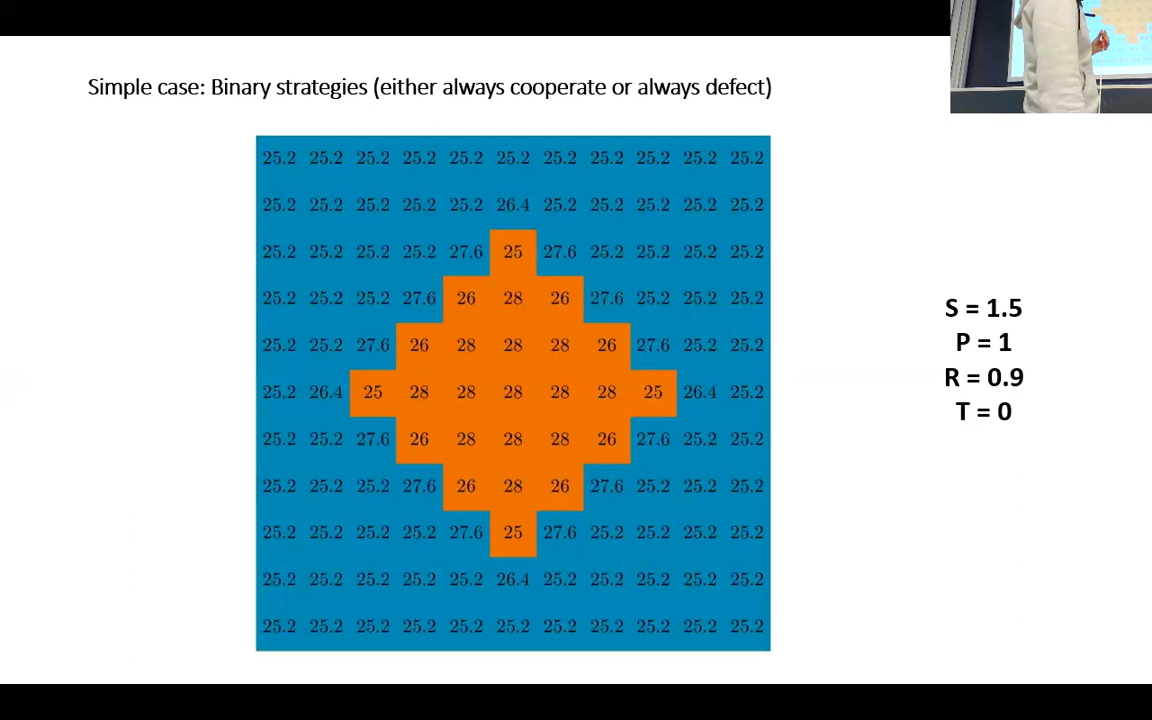 Simple case: Binary strategies (either always cooperate or always defect)
25.2 25.2 25.2 25.2 25.2 25.2 25.2 25.2 25.2 25.2 25.2
25.2 25.2 25.2 25.2 25.2 26.4 25.2 25.2 25.2 25.2 25.2
25.2 25.2 25.2 25.2 27.6 25 27.6 25.2 25.2 25.2 25.2
25.2 25.2 25.2 27.6 26 28 26 27.6 25.2 25.2 25.2
25.2 25.2 27.6 26 28 28 28 26 27.6 25.2 25.2
25.2 26.4 25 28 28 28 28 28 25 26.4 25.2
25.2 25.2 27.6 26 28 28 28 26 27.6 25.2 25.2
25.2 25.2 25.2 27.6 26 28 26 27.6 25.2 25.2 25.2
25.2 25.2 25.2 25.2 27.6 25 27.6 25.2 25.2 25.2 25.2
25.2 25.2 25.2 25.2 25.2 26.4 25.2 25.2 25.2 25.2 25.2
25.2 25.2 25.2 25.2 25.2 25.2 25.2 25.2 25.2 25.2 25.2
S = 1.5
P = 1
R = 0.9
T = 0